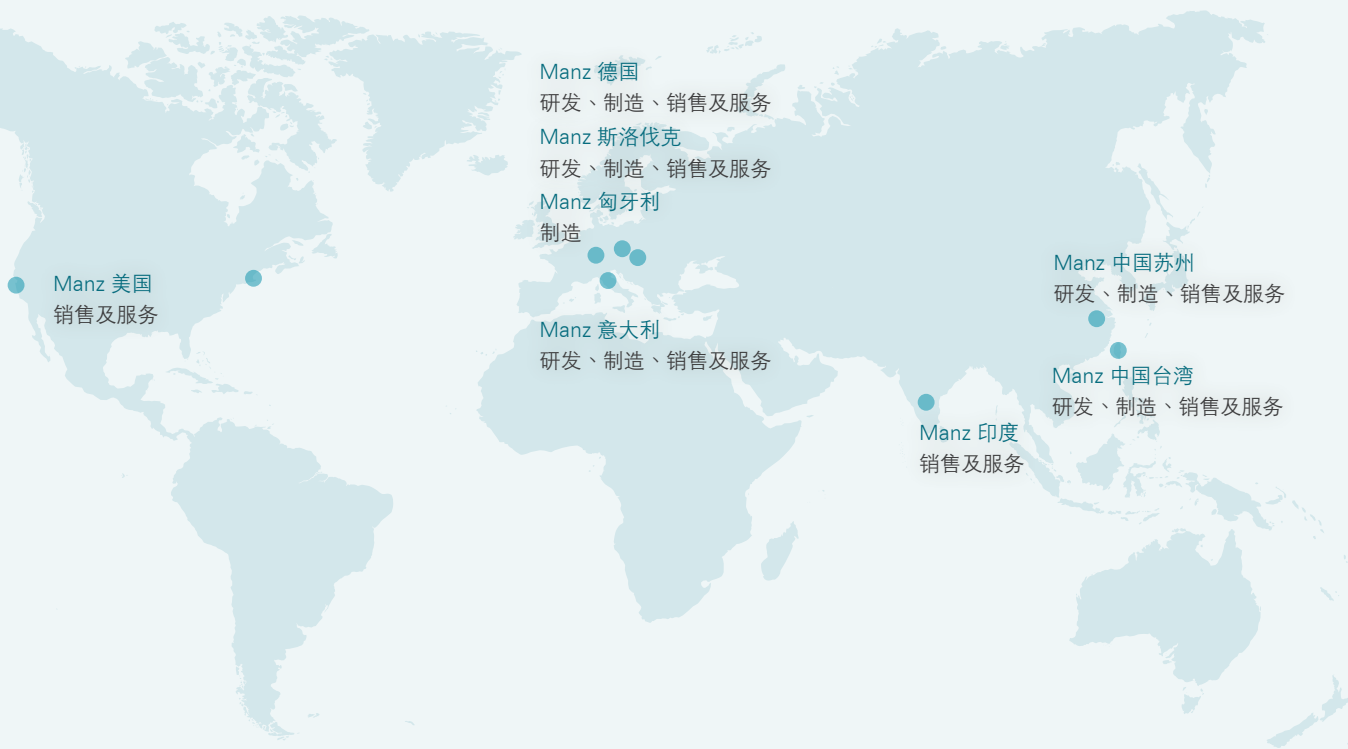 Manz 德国
研发、制造、销售及服务
Manz 斯洛伐克
研发、制造、销售及服务
Manz 匈牙利
制造
Manz 美国
销售及服务
Manz 意大利
研发、制造、销售及服务
Manz 中国苏州
研发、制造、销售及服务
Manz 中国台湾
研发、制造、销售及服务
Manz 印度
销售及服务